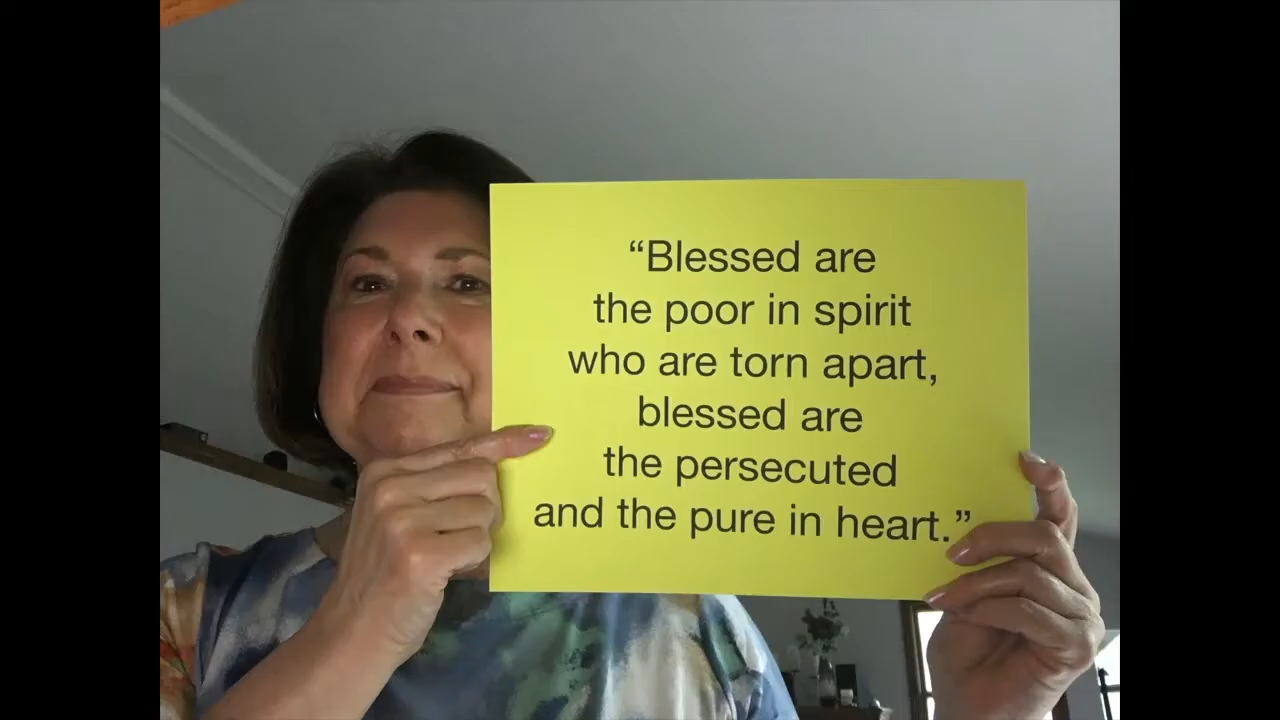 “Blessed are
the poor in spirit
who are torn apart,
blessed are
the persecuted
and the pure in heart.”